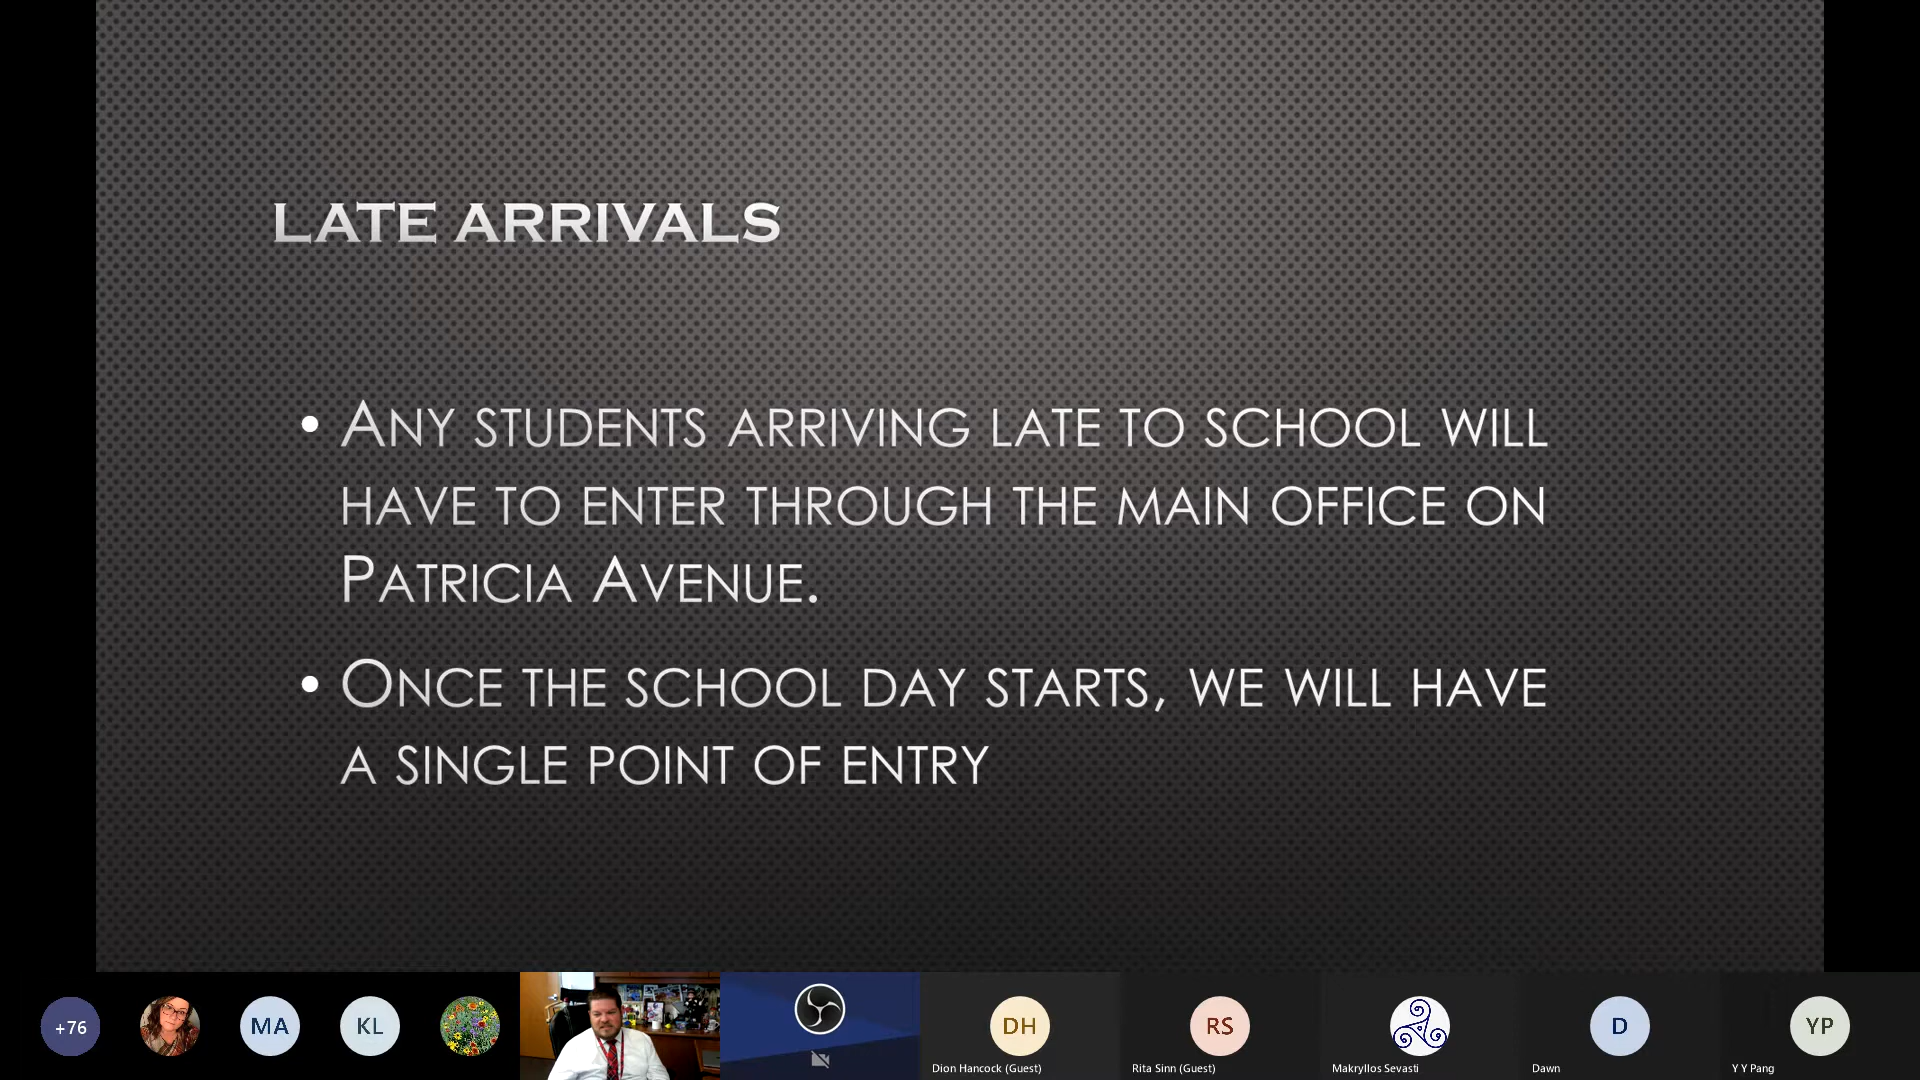 LATE ARRIVALS
• ANY STUDENTS ARRIVING LATE TO SCHOOL WILL
HAVE TO ENTER THROUGH THE MAIN OFFICE ON
PATRICIA AVENUE.
• ONCE THE SCHOOL DAY STARTS, WE WILL HAVE
A SINGLE POINT OF ENTRY
+76
MA
KL
DH
RS
D
YP
Dion Hancock (Guest)
Rita Sinn (Guest)
Makryllos Sevasti
Dawn
Y Y Pang